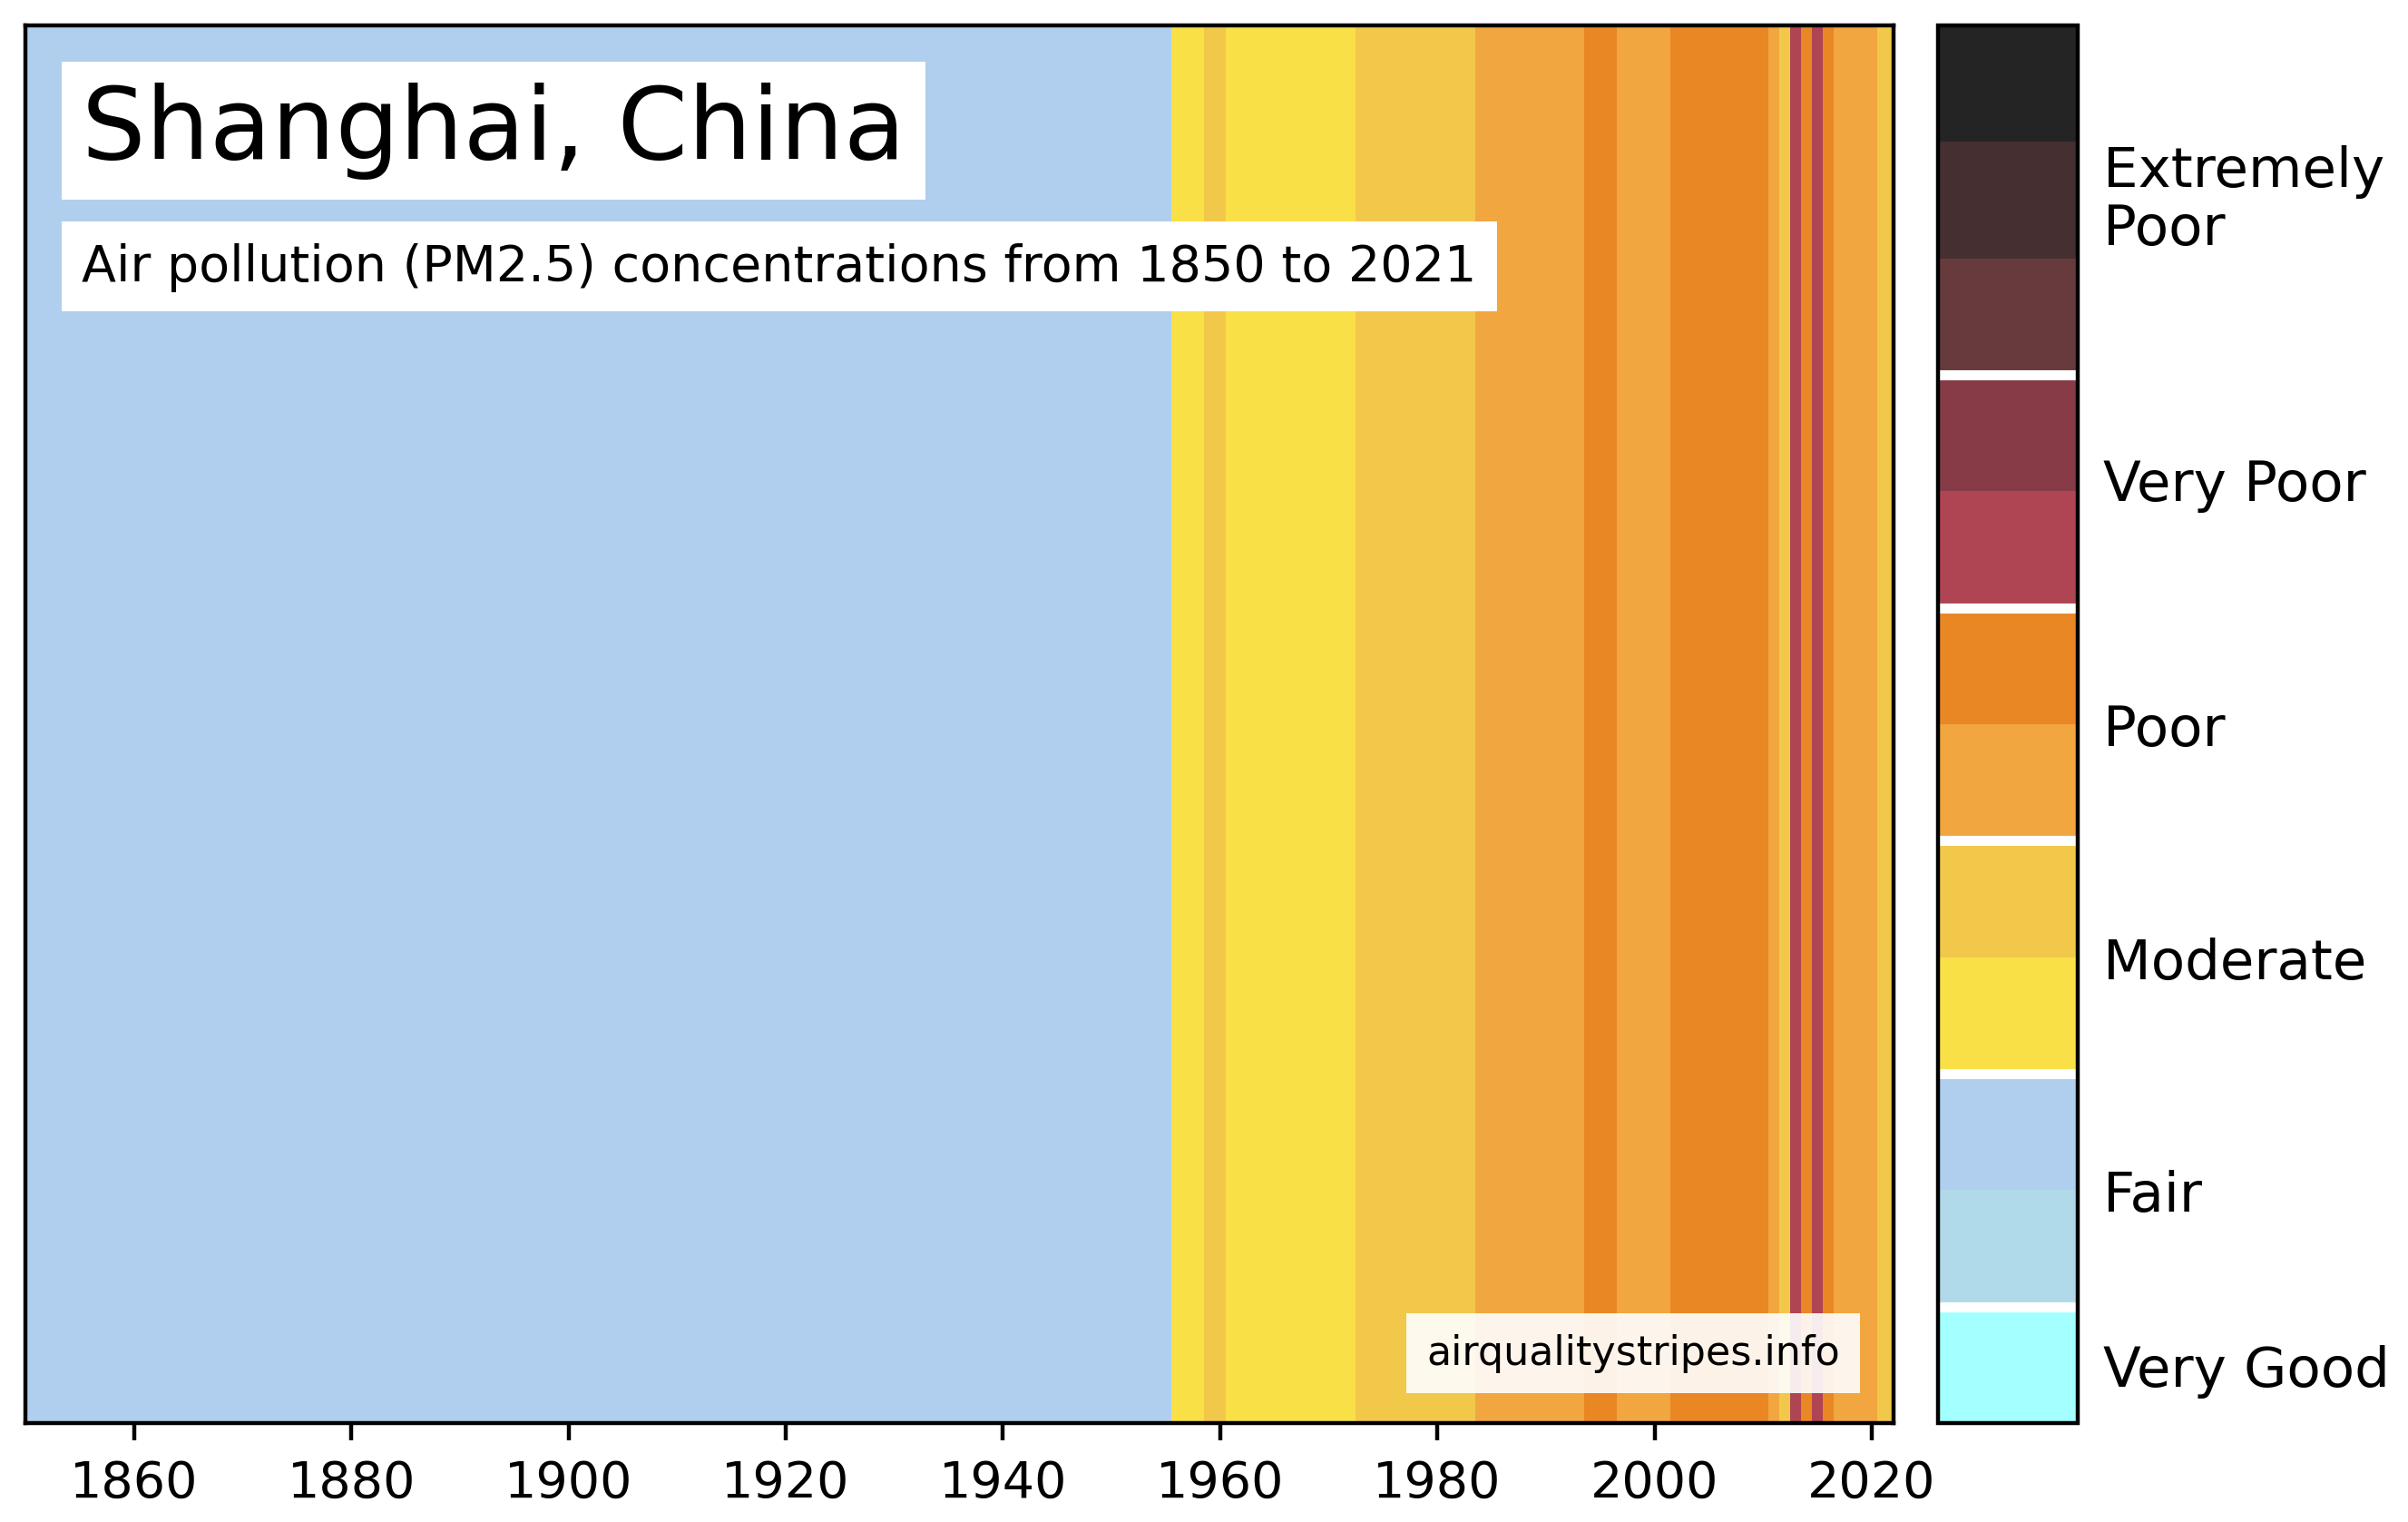 Shanghai, China
Air pollution (PM2.5) concentrations from 1850 to 2021
airqualitystripes.info
1860 1880 1900 1920 1940 1960 1980 2000 2020
Extremely
Poor
Very Poor
Poor
Moderate
Fair
Very Good